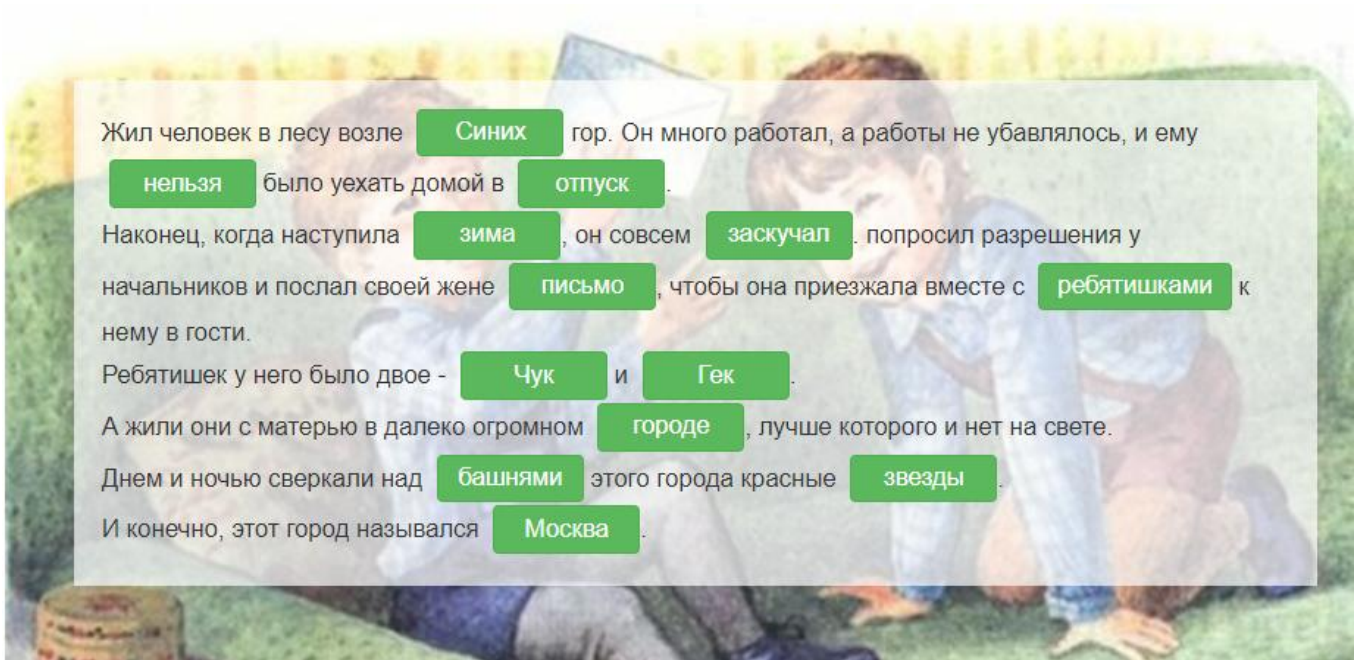 Жил человек в лесу возле Синих гор. Он много работал, а работы не убавлялось, и ему
нельзя было уехать домой в отпуск.
Наконец, когда наступила зима, он совсем заскучал. попросил разрешения у
начальников и послал своей жене письмо, чтобы она приезжала вместе с ребятишками к
нему в гости.
Ребятишек у него было двое - Чук и Гек.
А жили они с матерью в далеко огромном городе, лучше которого и нет на свете.
Днем и ночью сверкали над башнями этого города красные звезды.
И конечно, этот город назывался Москва.